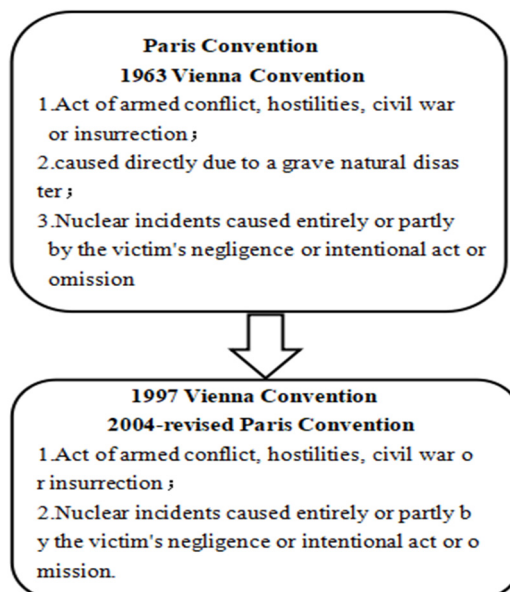 Paris Convention
1963 Vienna Convention
1.Act of armed conflict, hostilities, civil war
or insurrection；
2.caused directly due to a grave natural disas
ter；
3.Nuclear incidents caused entirely or partly
by the victim's negligence or intentional act or
omission
1997 Vienna Convention
2004-revised Paris Convention
1.Act of armed conflict, hostilities, civil war o
r insurrection；
2.Nuclear incidents caused entirely or partly b
y the victim's negligence or intentional act or o
mission.